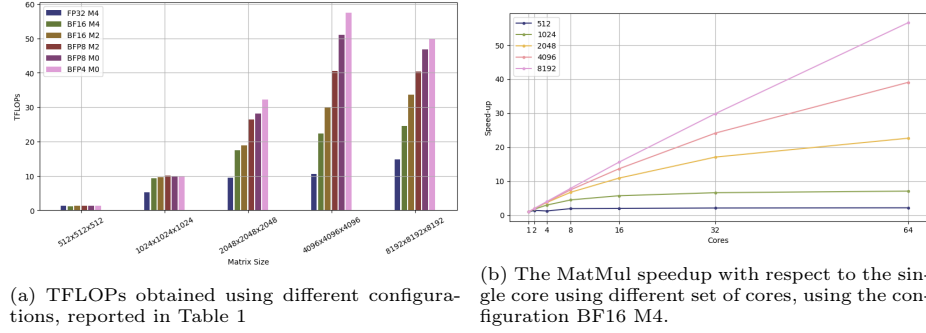 60
50
40
30
20
10
0
TFLOPs
FP32 M4
BF16 M4
BF16 M2
BFP8 M2
BFP8 M0
BFP4 M0
512x512x512
1024x1024x1024
2048x2048x2048
4096x4096x4096
8192x8192x8192
Matrix Size
(a) TFLOPs obtained using different configura-
tions, reported in Table 1
50
40
30
20
10
0
Speed-up
512
1024
2048
4096
8192
1 2 4 8 16 32 64
Cores
(b) The MatMul speedup with respect to the sin-
gle core using different set of cores, using the con-
figuration BF16 M4.